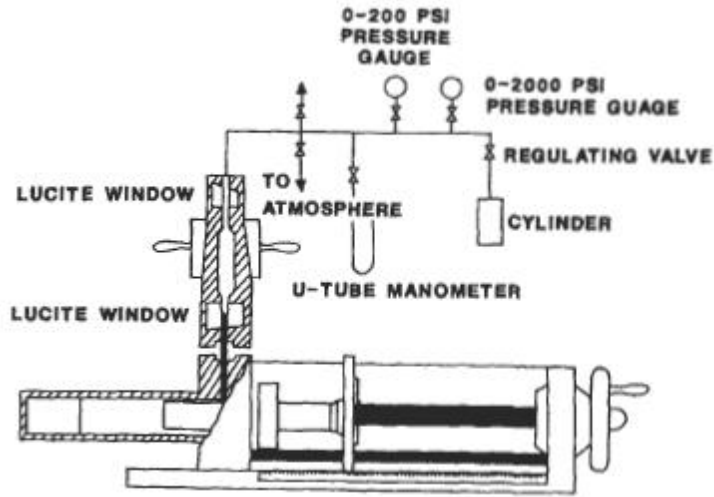 0-200 PSI
PRESSURE
GAUGE
0-2000 PSI
PRESSURE GUAGE
REGULATING VALVE
LUCITE WINDOW
TO
ATMOSPHERE
CYLINDER
U-TUBE MANOMETER
LUCITE WINDOW